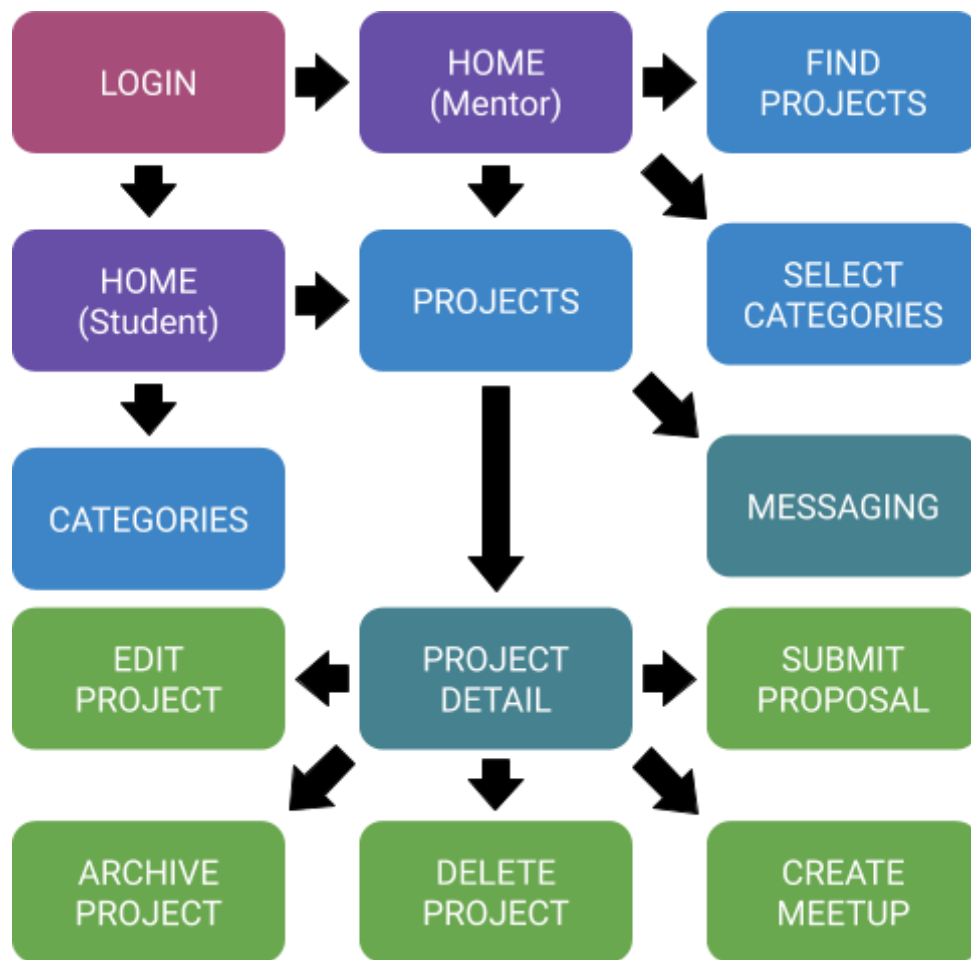 LOGIN
HOME
(Mentor)
FIND
PROJECTS
HOME
(Student)
PROJECTS
SELECT
CATEGORIES
CATEGORIES
MESSAGING
EDIT
PROJECT
PROJECT
DETAIL
SUBMIT
PROPOSAL
ARCHIVE
PROJECT
DELETE
PROJECT
CREATE
MEETUP